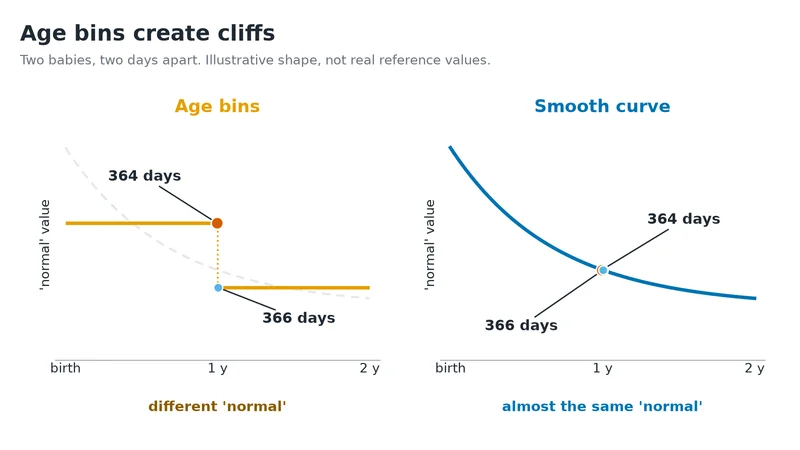 Age bins create cliffs
Two babies, two days apart. Illustrative shape, not real reference values.
Age bins
'normal' value
364 days
366 days
birth
1 y
2 y
different 'normal'
Smooth curve
'normal' value
364 days
366 days
birth
1 y
2 y
almost the same 'normal'